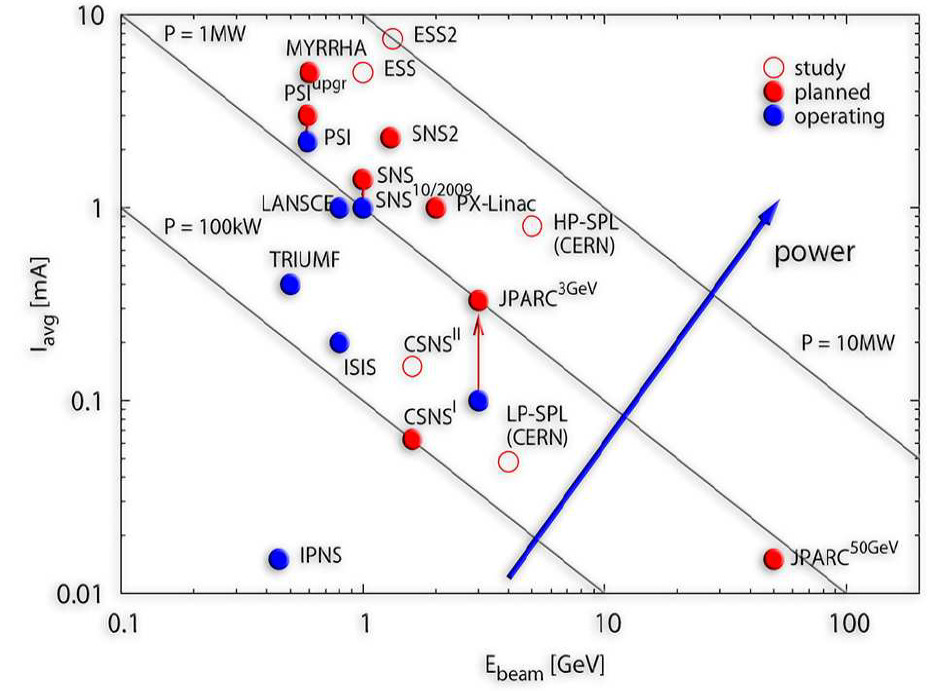 10
P = 1MW
ESS2
MYRRHA
ESS
study
PSI^upgr
planned
PSI
SNS2
operating
SNS
SNS^10/2009
LANSCE
PX-Linac
1
P = 100kW
HP-SPL
(CERN)
power
TRIUMF
JPARC^3GeV
I_avg [mA]
CSNS^II
P = 10MW
ISIS
0.1
CSNS^I
LP-SPL
(CERN)
IPNS
JPARC^50GeV
0.01
0.1
1
10
100
E_beam [GeV]